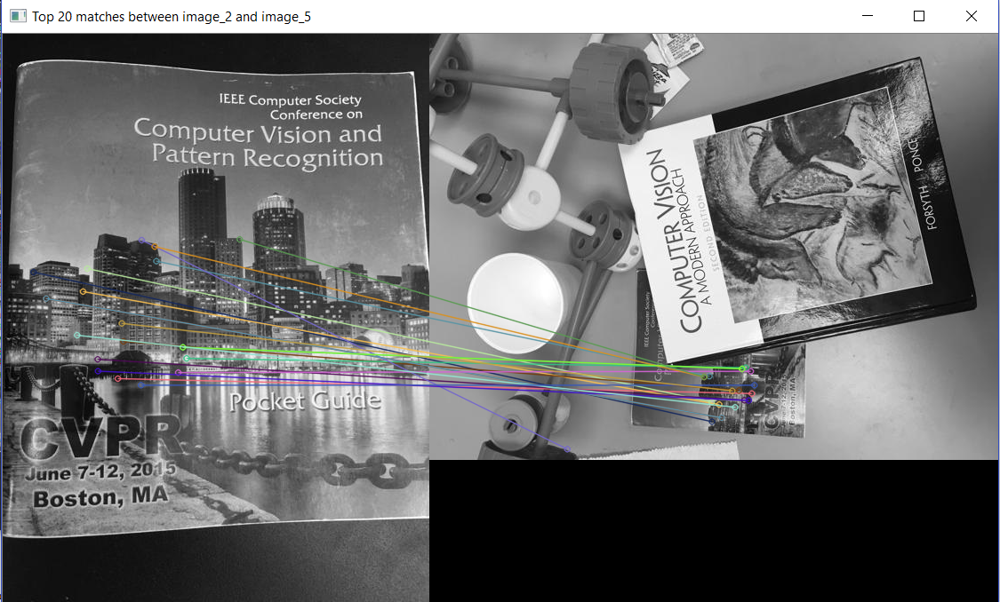 Top 20 matches between image_2 and image_5
IEEE Computer Society
Conference on
Computer Vision and
Pattern Recognition
Pocket Guide
CVPR
June 7-12, 2015
Boston, MA
COMPUTER VISION
A MODERN APPROACH
SECOND EDITION
FORSYTH | PONCE
IEEE Computer Society
CVPR
Boston, MA